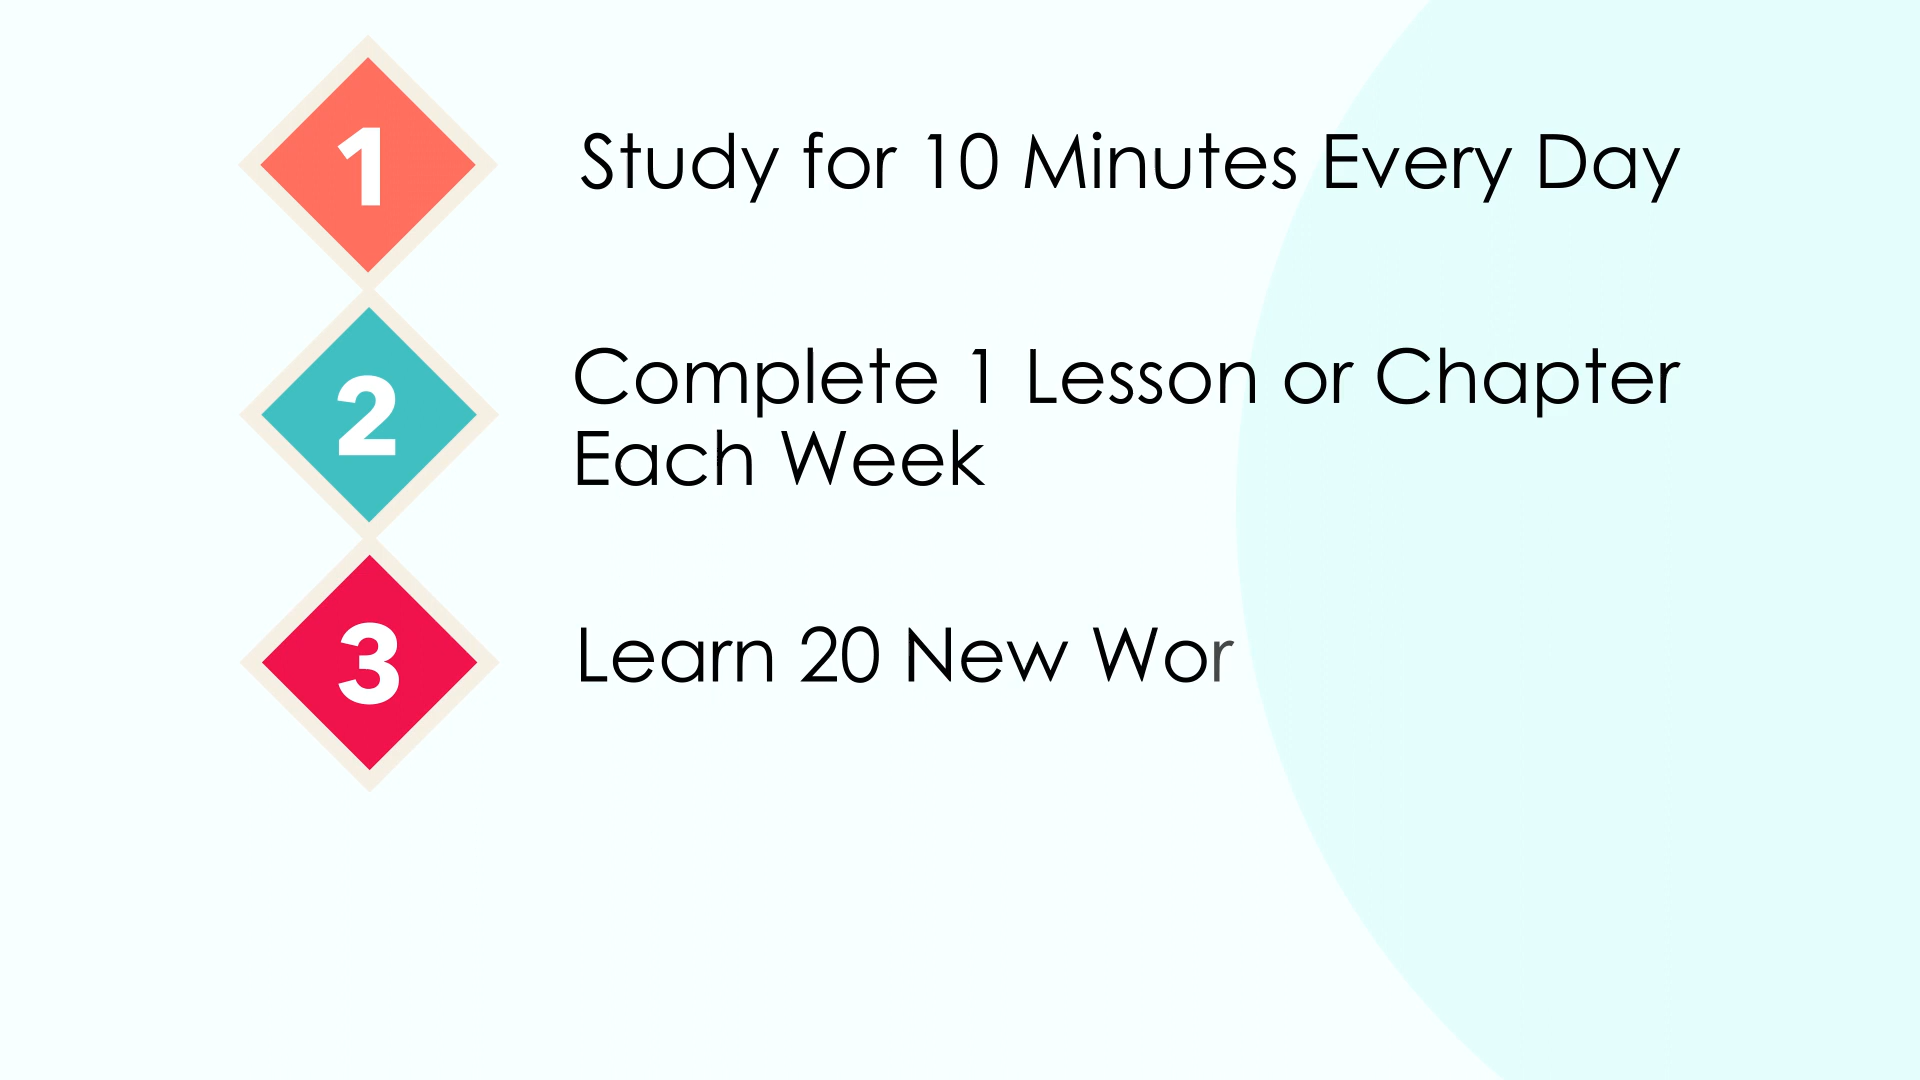 1
Study for 10 Minutes Every Day
2
Complete 1 Lesson or Chapter
Each Week
3
Learn 20 New Wor